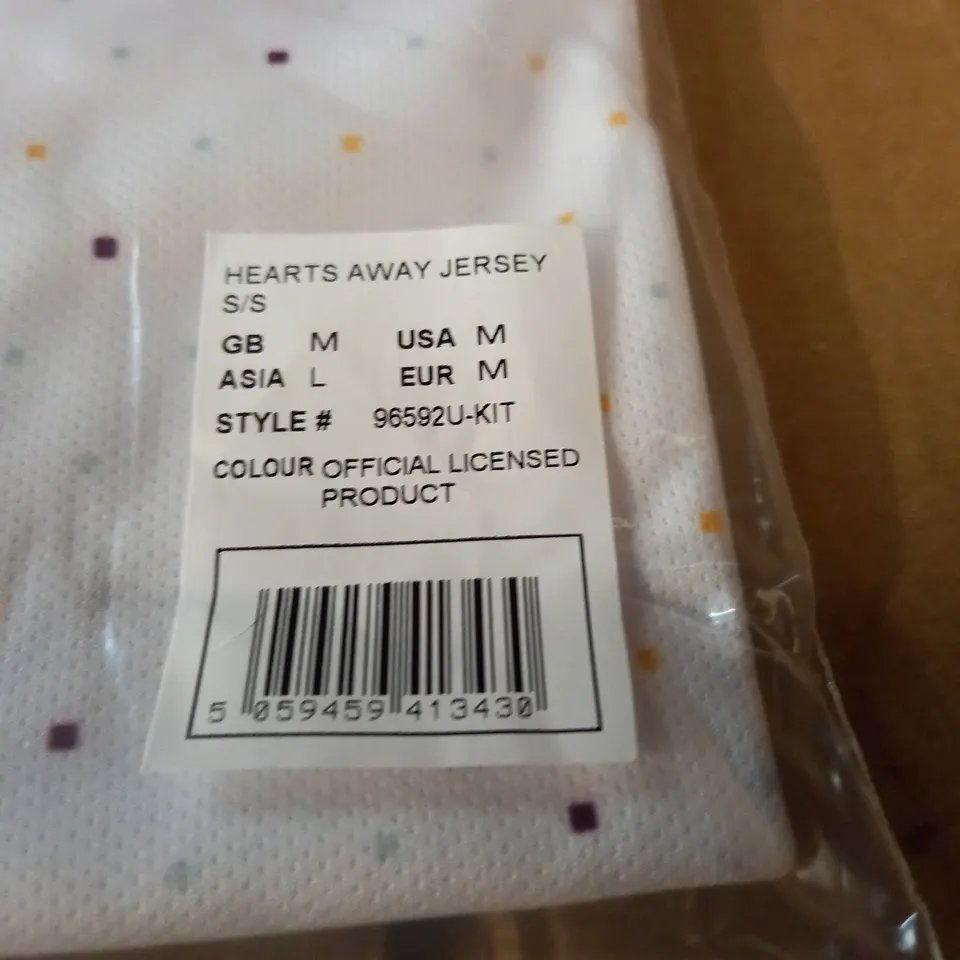 HEARTS AWAY JERSEY
S/S
GB M USA M
ASIA L EUR M
STYLE # 96592U-KIT
COLOUR OFFICIAL LICENSED
PRODUCT
5 059459 413430